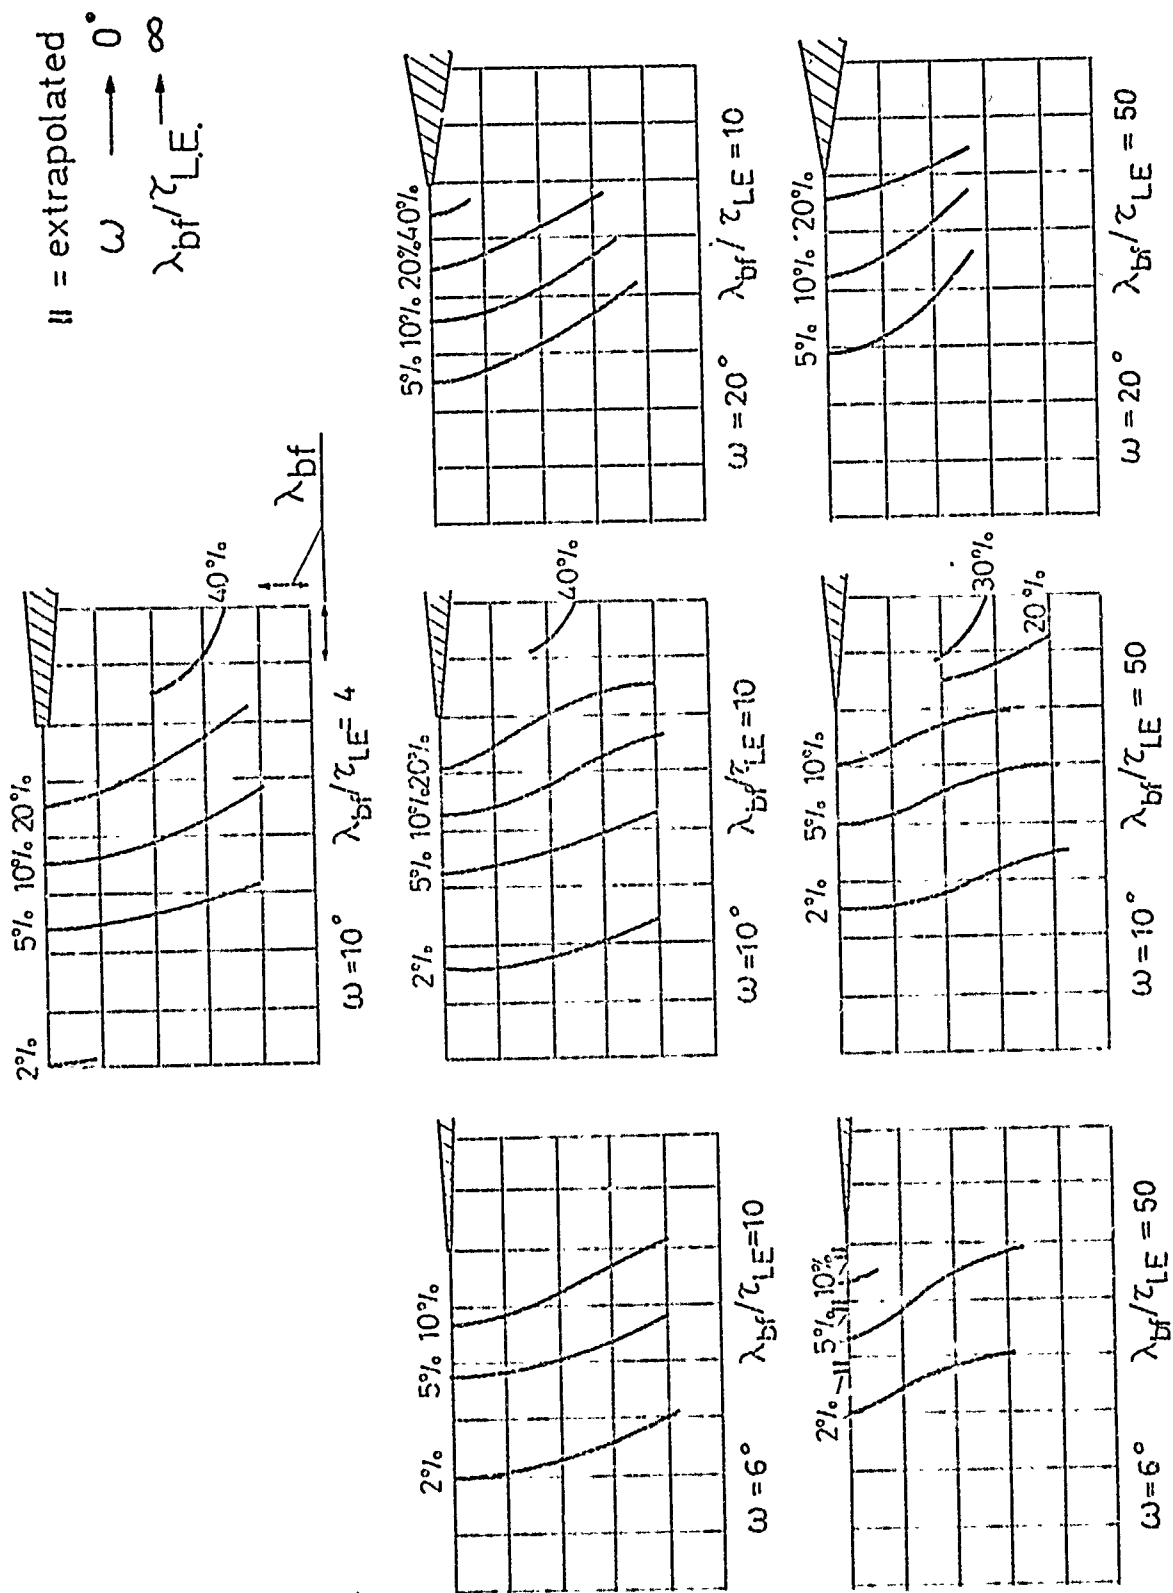 II = extrapolated
ω → 0°
λbf/τL.E. → ∞
2% 5% 10% 20%
40%
λbf
ω=10° λbf/τLE=4
2% 5% 10%
ω=6° λbf/τLE=10
2% 5% 10% 20%
40%
ω=10° λbf/τLE=10
5% 10% 20% 40%
ω=20° λbf/τLE=10
2% 5% 10%
ω=6° λbf/τLE=50
2% 5% 10%
30%
20%
ω=10° λbf/τLE=50
5% 10% 20%
ω=20° λbf/τLE=50